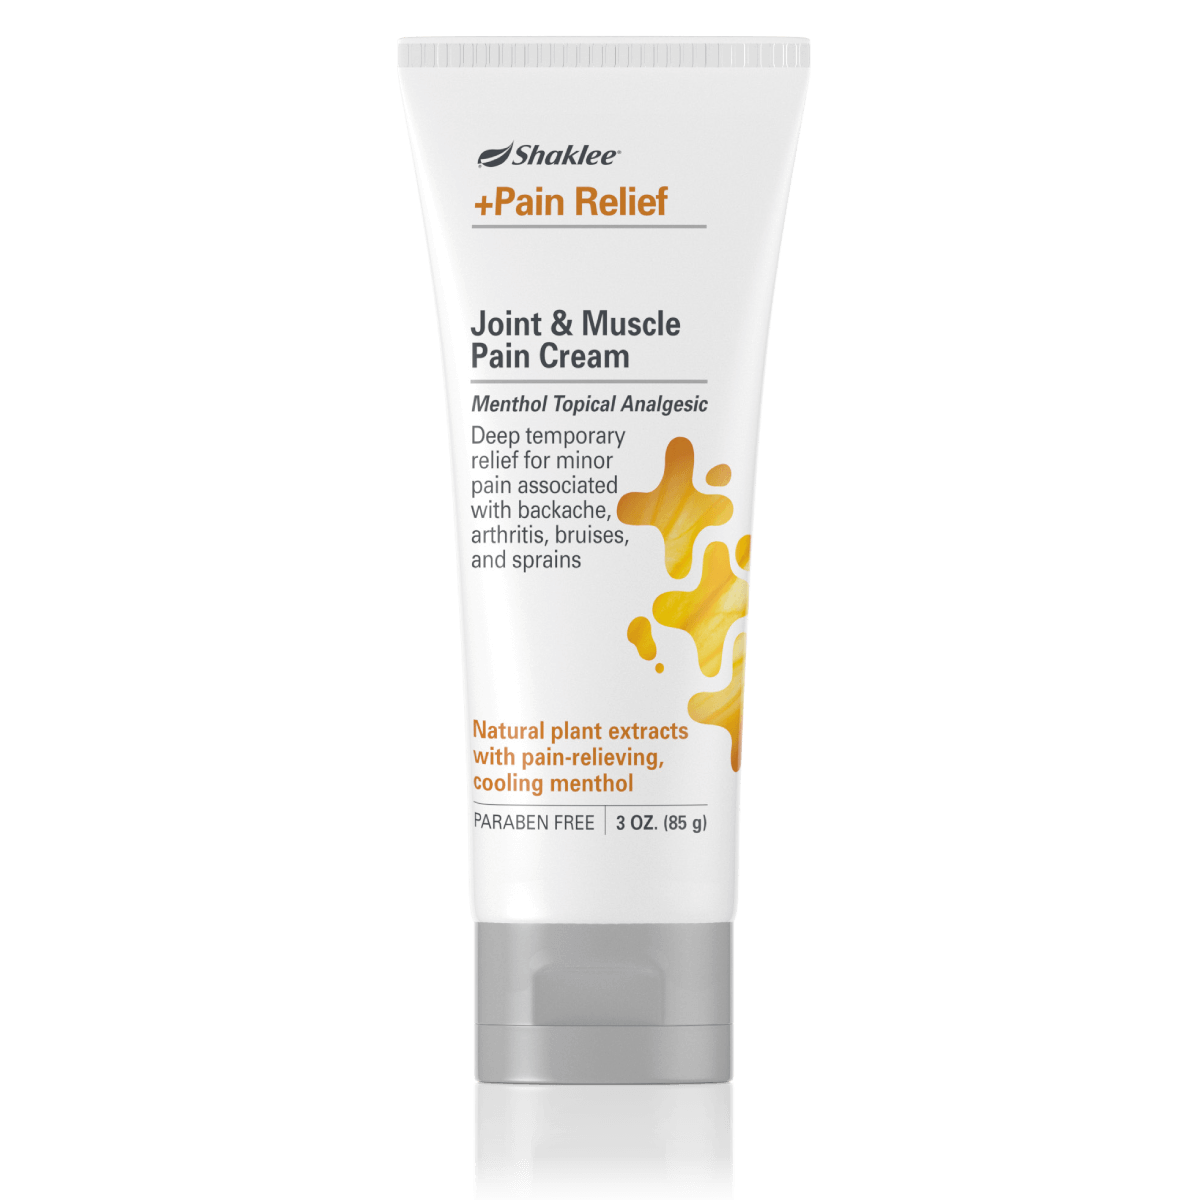 Shaklee®
+Pain Relief
Joint & Muscle
Pain Cream
Menthol Topical Analgesic
Deep temporary
relief for minor
pain associated
with backache,
arthritis, bruises,
and sprains
Natural plant extracts
with pain-relieving,
cooling menthol
PARABEN FREE 3 OZ. (85 g)